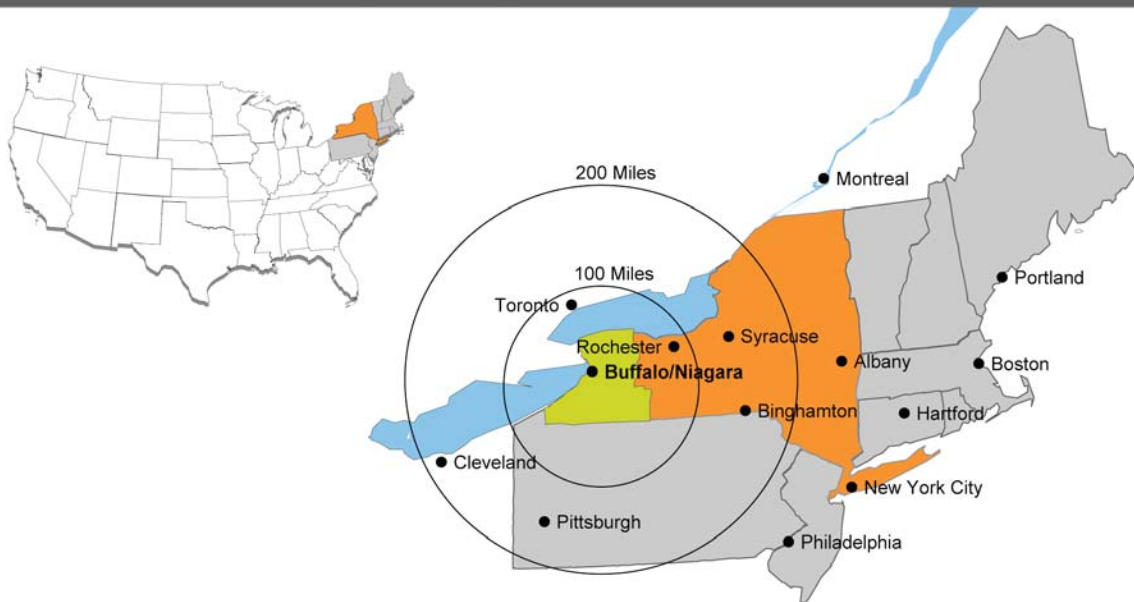 200 Miles
Montreal
100 Miles
Portland
Toronto
Syracuse
Rochester
Albany
Boston
Buffalo/Niagara
Binghamton
Hartford
Cleveland
New York City
Pittsburgh
Philadelphia